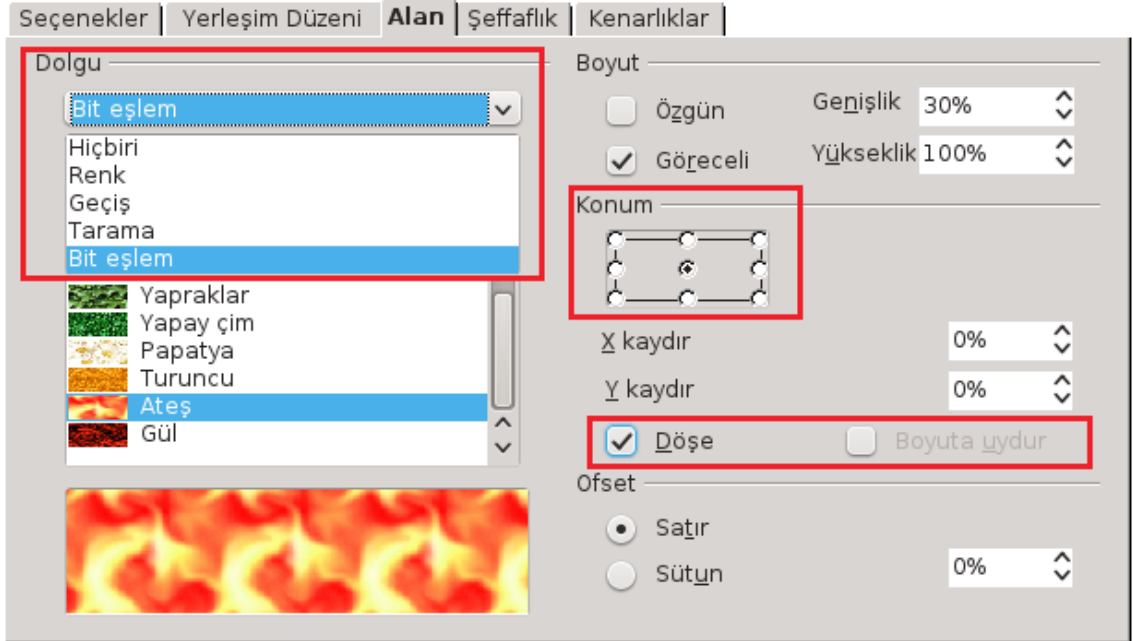 Seçenekler Yerleşim Düzeni Alan Şeffaflık Kenarlıklar
Dolgu
Bit eşlem
Hiçbiri
Renk
Geçiş
Tarama
Bit eşlem
Yapraklar
Yapay çim
Papatya
Turuncu
Ateş
Gül
Boyut
Özgün Genişlik 30%
Göreceli Yükseklik 100%
Konum
X kaydır 0%
Y kaydır 0%
Döşe Boyuta uydur
Ofset
Satır
Sütun 0%